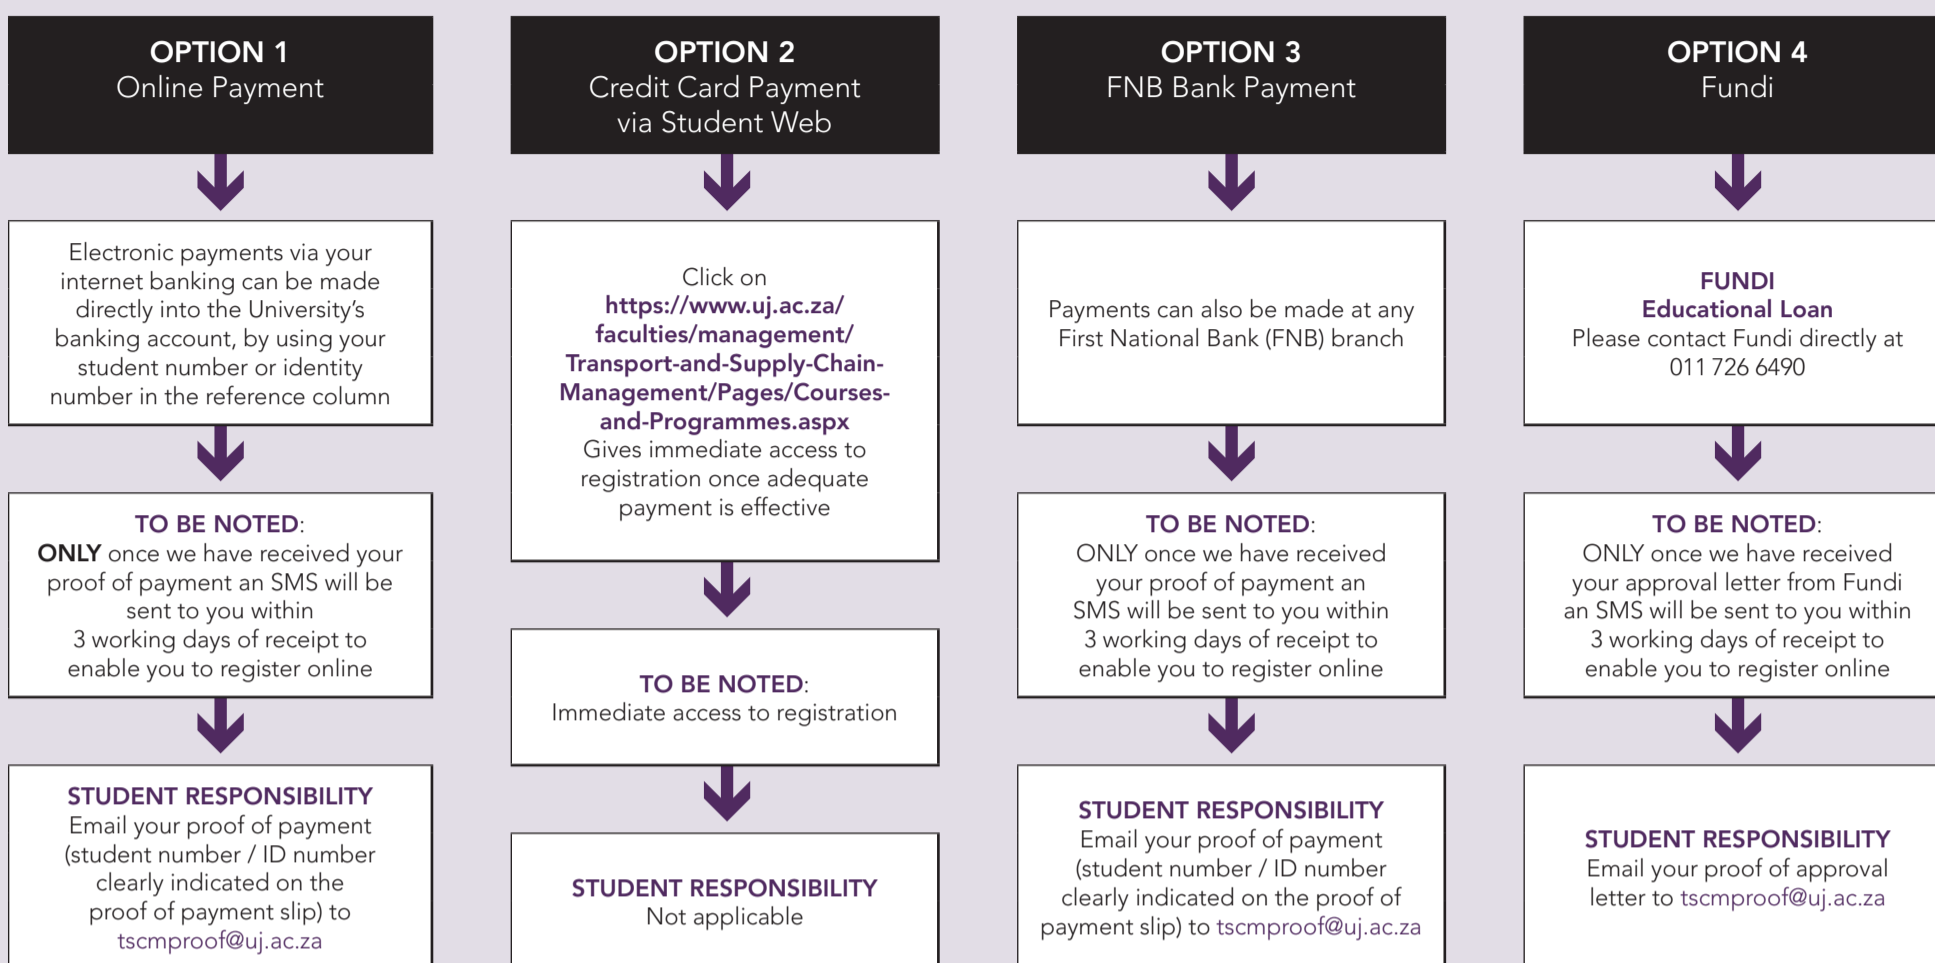 OPTION 1
Online Payment
Electronic payments via your
internet banking can be made
directly into the University’s
banking account, by using your
student number or identity
number in the reference column
TO BE NOTED:
ONLY once we have received your
proof of payment an SMS will be
sent to you within
3 working days of receipt to
enable you to register online
STUDENT RESPONSIBILITY
Email your proof of payment
(student number / ID number
clearly indicated on the
proof of payment slip) to
tscmproof@uj.ac.za
OPTION 2
Credit Card Payment
via Student Web
Click on
https://www.uj.ac.za/
faculties/management/
Transport-and-Supply-Chain-
Management/Pages/Courses-
and-Programmes.aspx
Gives immediate access to
registration once adequate
payment is effective
TO BE NOTED:
Immediate access to registration
STUDENT RESPONSIBILITY
Not applicable
OPTION 3
FNB Bank Payment
Payments can also be made at any
First National Bank (FNB) branch
TO BE NOTED:
ONLY once we have received
your proof of payment an
SMS will be sent to you within
3 working days of receipt to
enable you to register online
STUDENT RESPONSIBILITY
Email your proof of payment
(student number / ID number
clearly indicated on the proof of
payment slip) to tscmproof@uj.ac.za
OPTION 4
Fundi
FUNDI
Educational Loan
Please contact Fundi directly at
011 726 6490
TO BE NOTED:
ONLY once we have received
your approval letter from Fundi
an SMS will be sent to you within
3 working days of receipt to
enable you to register online
STUDENT RESPONSIBILITY
Email your proof of approval
letter to tscmproof@uj.ac.za